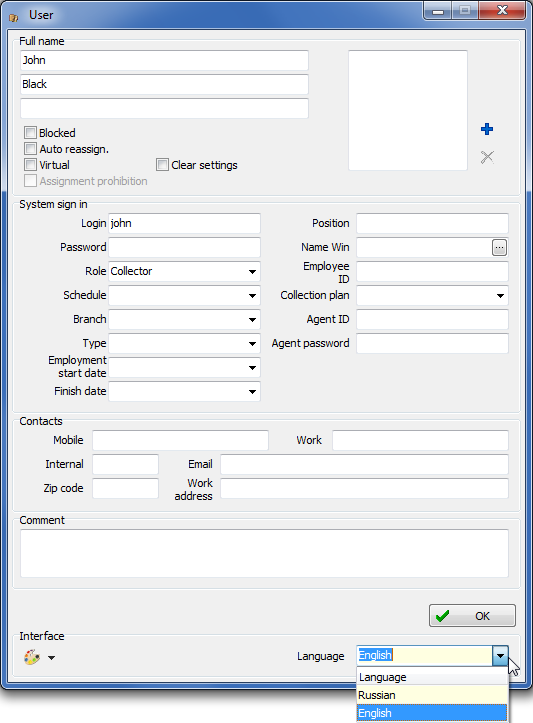 User
Full name
John
Black
Blocked
Auto reassign.
Virtual Clear settings
Assignment prohibition
System sign in
Login john Position
Password Name Win ...
Role Collector Employee ID
Schedule Collection plan
Branch Agent ID
Type Agent password
Employment start date
Finish date
Contacts
Mobile Work
Internal Email
Zip code Work address
Comment
OK
Interface
Language English
Language
Russian
English